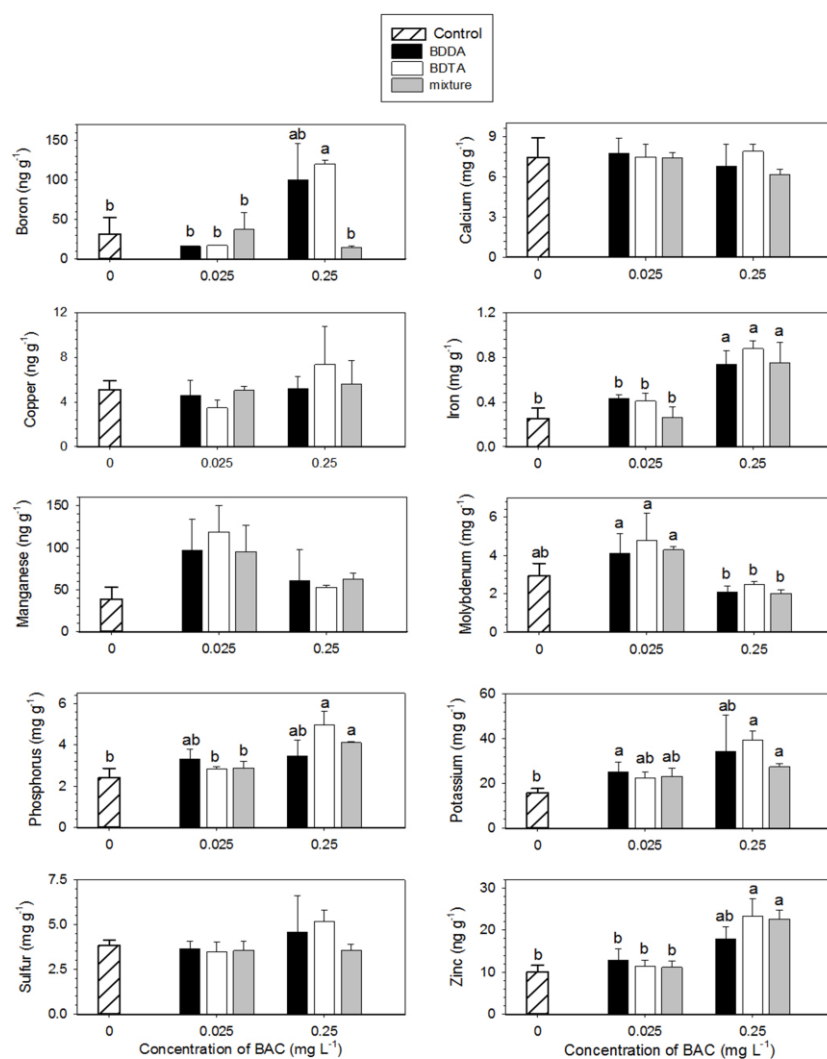 Control
BDDA
BDTA
mixture
Boron (ng g⁻¹)
150
100
50
0
b
b
b
b
ab
a
b
0
0.025
0.25
Calcium (mg g⁻¹)
9
6
3
0
0
0.025
0.25
Copper (ng g⁻¹)
12
8
4
0
0
0.025
0.25
Iron (mg g⁻¹)
1.2
0.8
0.4
0.0
b
b
b
b
a
a
a
0
0.025
0.25
Manganese (ng g⁻¹)
150
100
50
0
0
0.025
0.25
Molybdenum (mg g⁻¹)
6
4
2
0
ab
a
a
a
b
b
b
0
0.025
0.25
Phosphorus (mg g⁻¹)
6
4
2
0
b
ab
b
b
ab
a
a
0
0.025
0.25
Potassium (mg g⁻¹)
60
40
20
0
b
a
ab
ab
ab
a
a
0
0.025
0.25
Sulfur (mg g⁻¹)
7.5
5.0
2.5
0.0
0
0.025
0.25
Concentration of BAC (mg L⁻¹)
Zinc (ng g⁻¹)
30
20
10
0
b
b
b
b
ab
a
a
0
0.025
0.25
Concentration of BAC (mg L⁻¹)